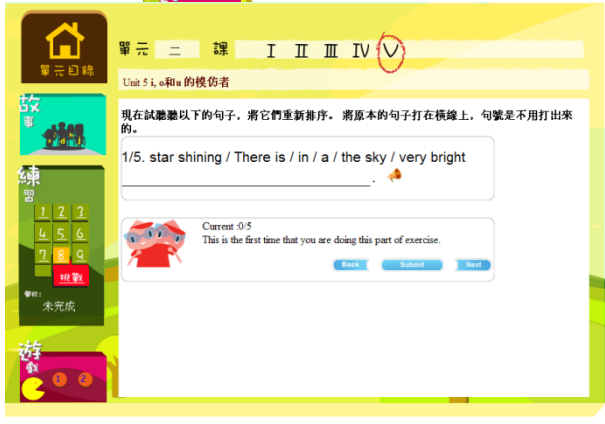 單元 二 課 I II III IV V
單元目錄
Unit 5 i, o和u 的模仿者
故事
現在試聽聽以下的句子，將它們重新排序。 將原本的句子打在橫線上，句號是不用打出來
的。
1/5. star shining / There is / in / a / the sky / very bright
____________________.
練習
1 2 3
4 5 6
7 8 9
挑戰
未完成
Current :0/5
This is the first time that you are doing this part of exercise.
Back Submit Next
遊戲
1 2